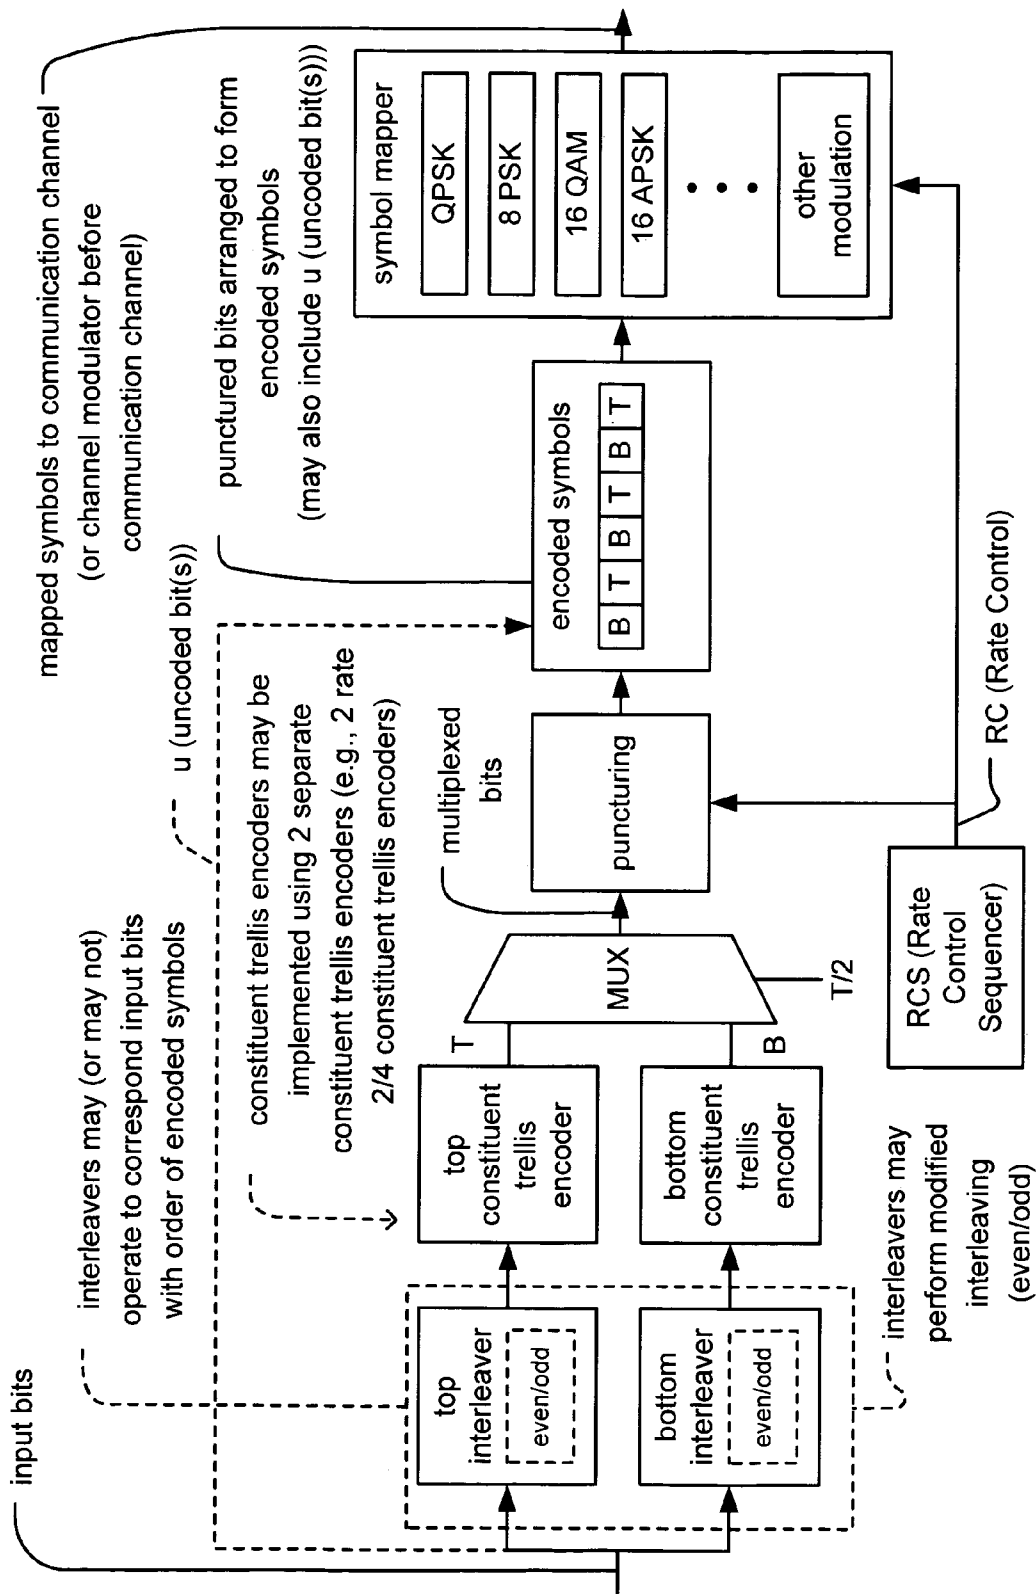 input bits
interleavers may (or may not)
operate to correspond input bits
with order of encoded symbols
u (uncoded bit(s))
mapped symbols to communication channel
(or channel modulator before
communication channel)
constituent trellis encoders may be
implemented using 2 separate
constituent trellis encoders (e.g., 2 rate
2/4 constituent trellis encoders)
punctured bits arranged to form
encoded symbols
(may also include u (uncoded bit(s)))
top
interleaver
even/odd
bottom
interleaver
even/odd
top
constituent
trellis
encoder
bottom
constituent
trellis
encoder
T
B
MUX
T/2
multiplexed
bits
puncturing
encoded symbols
B T B T B T
symbol mapper
QPSK
8 PSK
16 QAM
16 APSK
other
modulation
interleavers may
perform modified
interleaving
(even/odd)
RCS (Rate
Control
Sequencer)
RC (Rate Control)